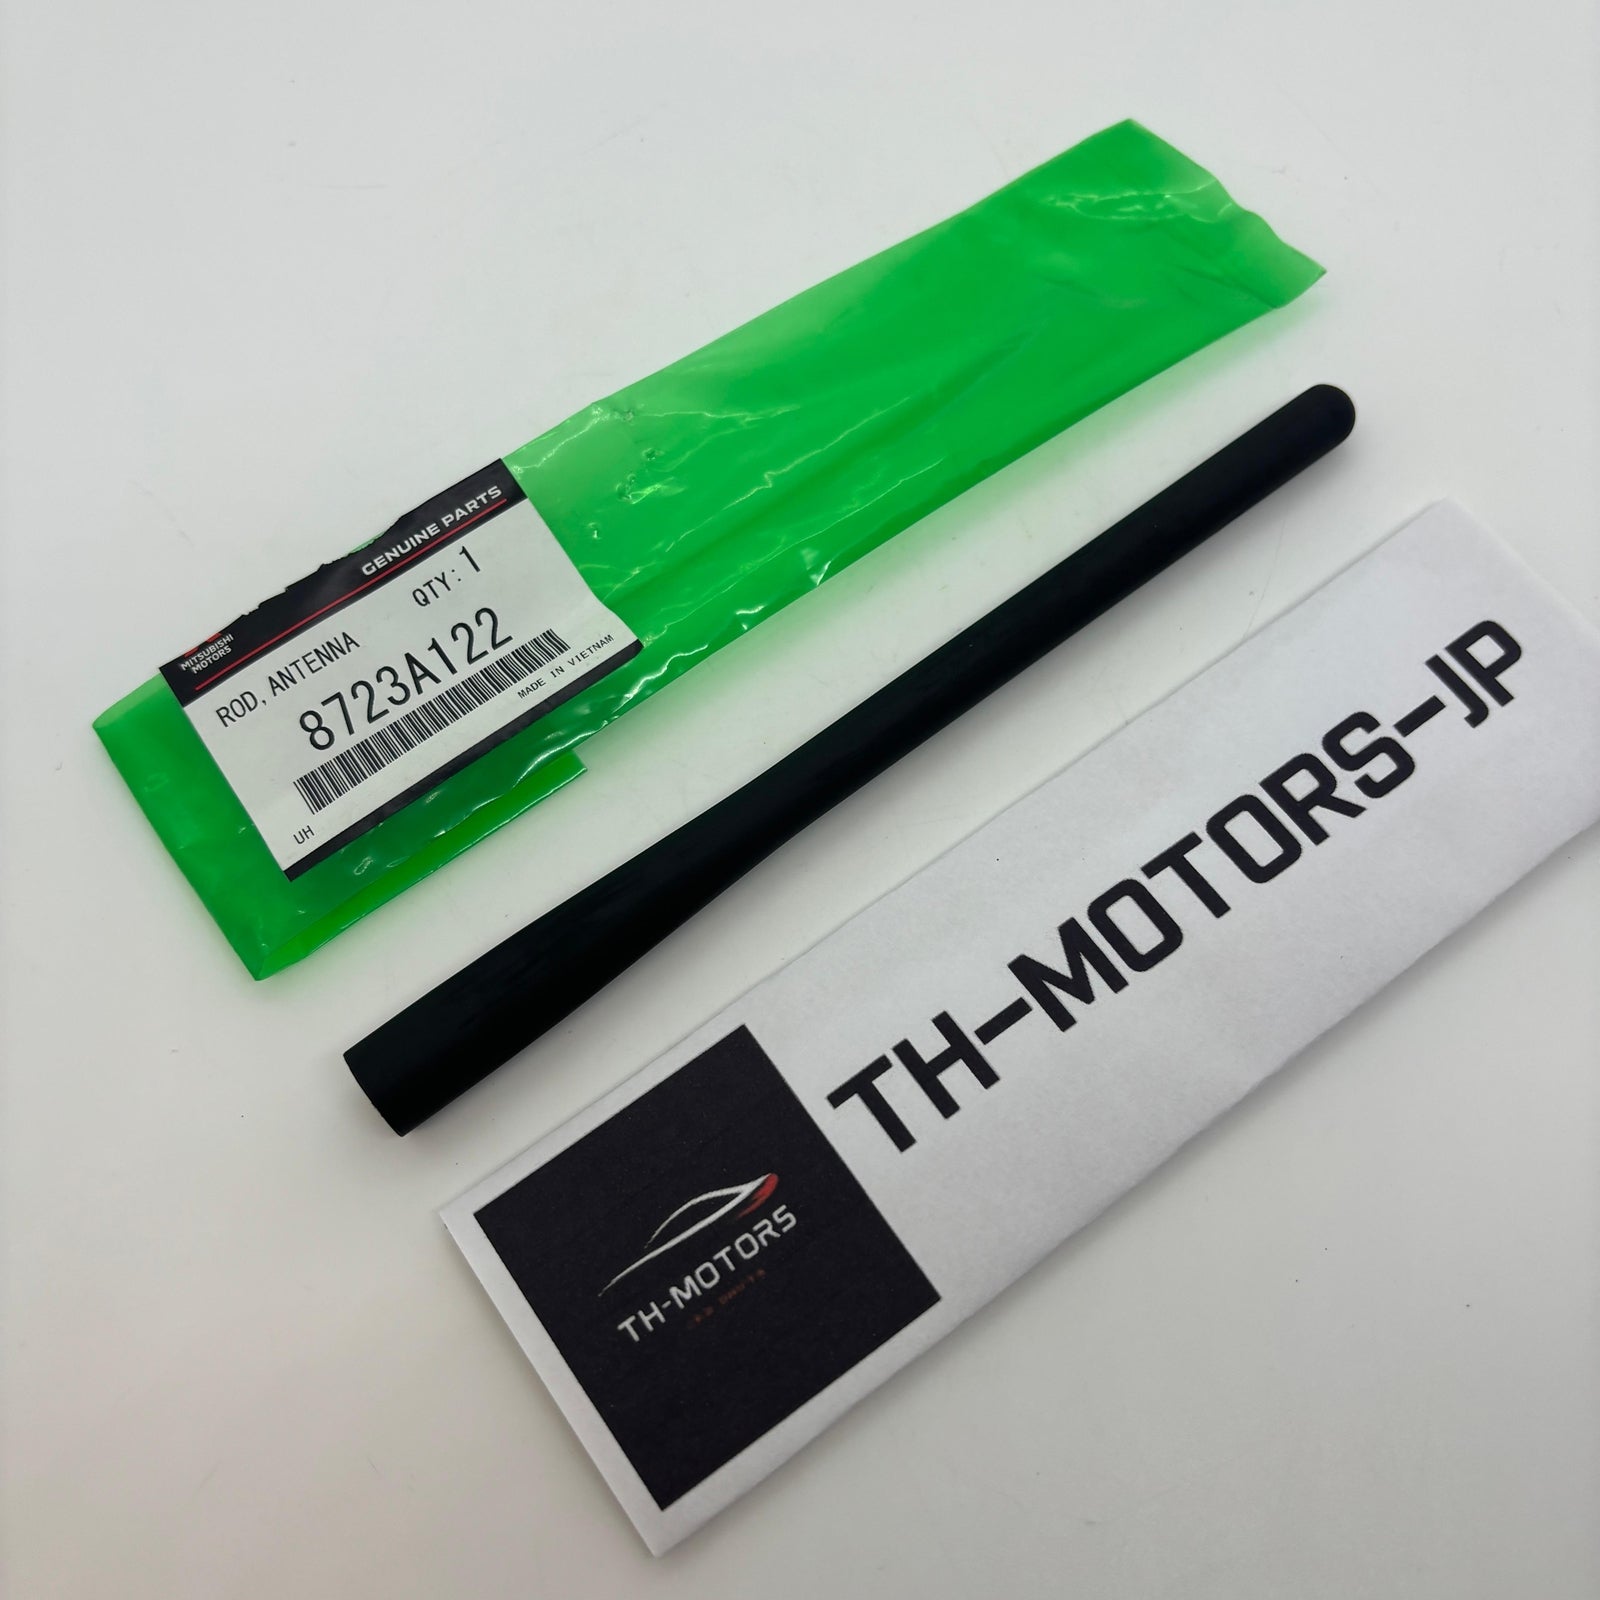 GENUINE PARTS
MITSUBISHI
MOTORS
QTY: 1
ROD, ANTENNA
8723A122
MADE IN VIETNAM
UH
TH-MOTORS-JP
TH-MOTORS